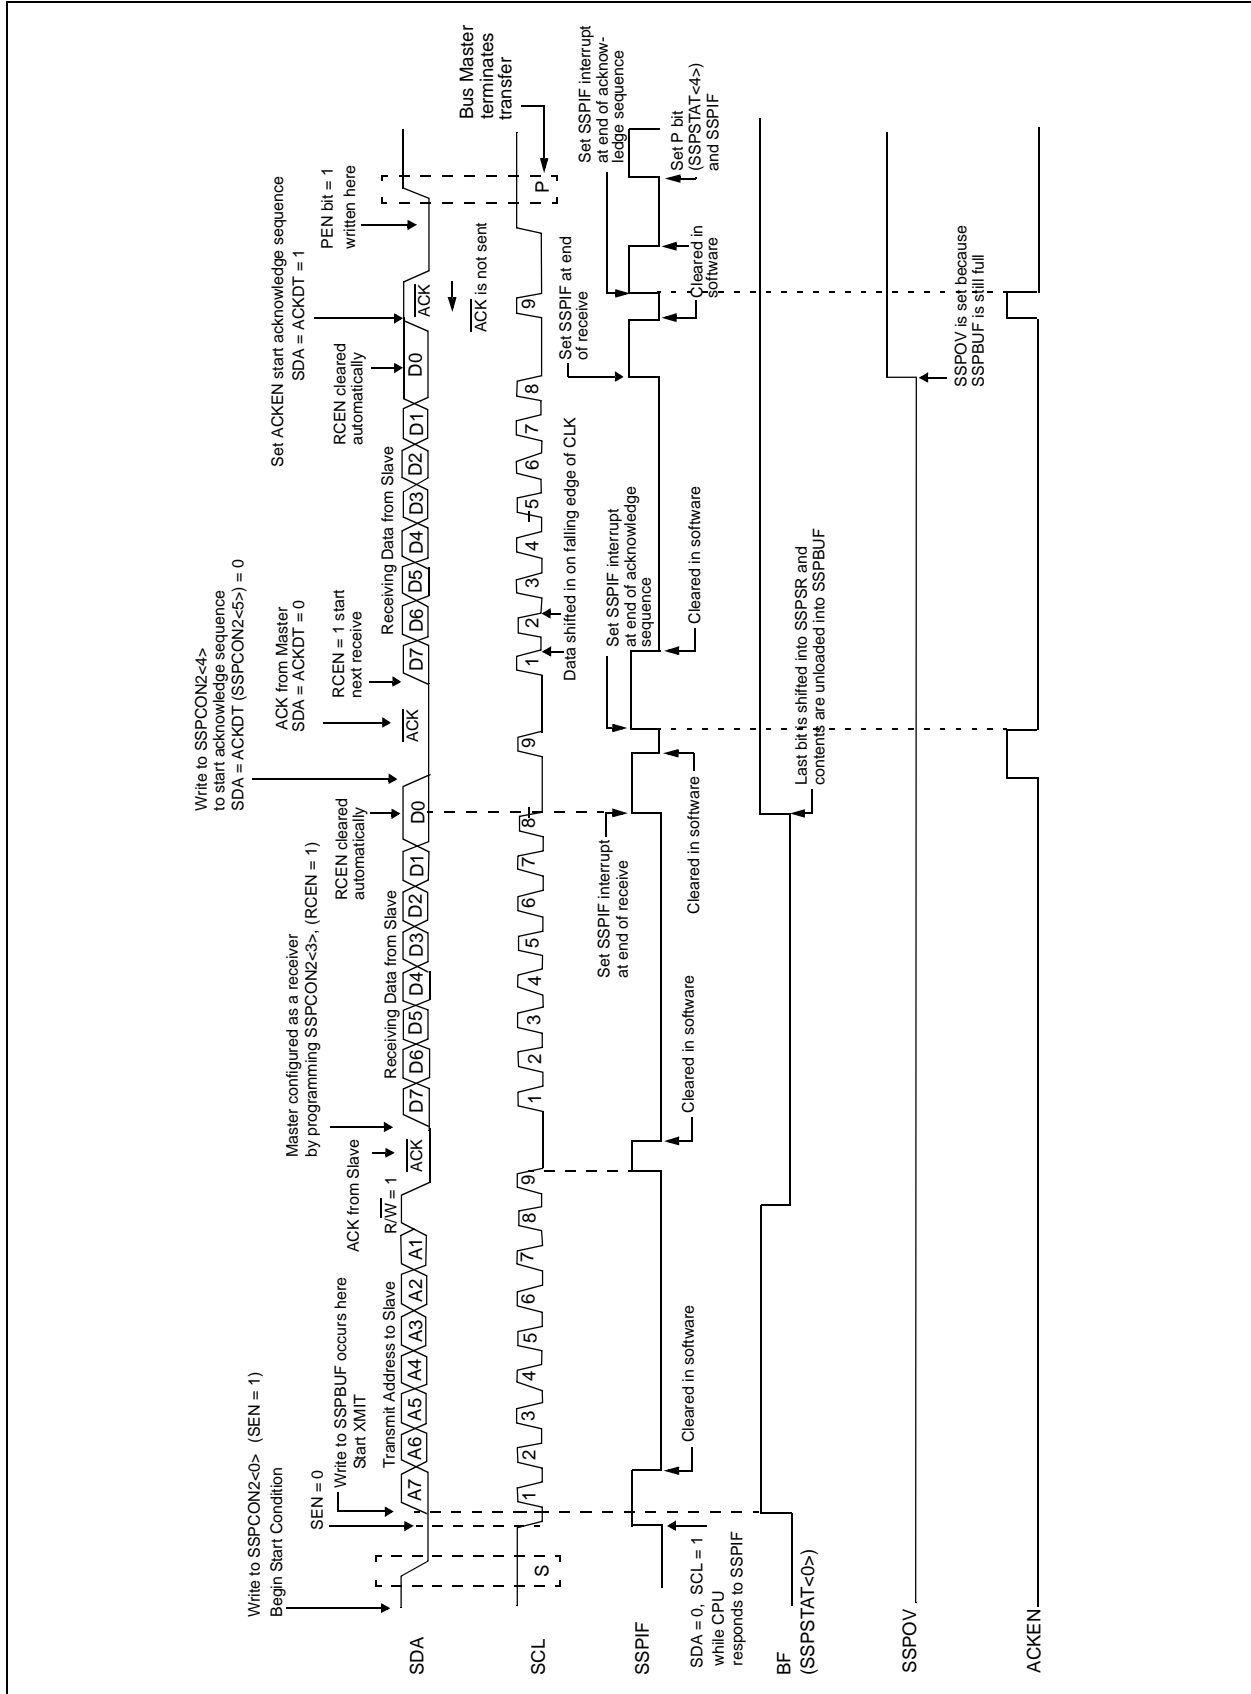 Write to SSPCON2<0> (SEN = 1)
Begin Start Condition
SEN = 0
Write to SSPBUF occurs here
Start XMIT
ACK from Slave
Master configured as a receiver
by programming SSPCON2<3>, (RCEN = 1)
RCEN cleared
automatically
Write to SSPCON2<4>
to start acknowledge sequence
SDA = ACKDT (SSPCON2<5>) = 0
ACK from Master
SDA = ACKDT = 0
RCEN = 1 start
next receive
RCEN cleared
automatically
Set ACKEN start acknowledge sequence
SDA = ACKDT = 1
PEN bit = 1
written here
Transmit Address to Slave
R/W = 1
Receiving Data from Slave
Receiving Data from Slave
SDA
A7 A6 A5 A4 A3 A2 A1
ACK
D7 D6 D5 D4 D3 D2 D1 D0
ACK
D7 D6 D5 D4 D3 D2 D1 D0
ACK
ACK is not sent
Bus Master
terminates
transfer
SCL
S
1 2 3 4 5 6 7 8 9
1 2 3 4 5 6 7 8 9
1 2 3 4 5 6 7 8 9
P
Data shifted in on falling edge of CLK
Set SSPIF interrupt
at end of receive
Set SSPIF interrupt
at end of acknowledge
sequence
Set SSPIF at end
of receive
Set SSPIF interrupt
at end of acknow-
ledge sequence
SSPIF
Set P bit
(SSPSTAT<4>)
and SSPIF
SDA = 0, SCL = 1
while CPU
responds to SSPIF
Cleared in software
Cleared in software
Cleared in software
Cleared in software
Cleared in
software
BF
(SSPSTAT<0>)
Last bit is shifted into SSPSR and
contents are unloaded into SSPBUF
SSPOV
SSPOV is set because
SSPBUF is still full
ACKEN